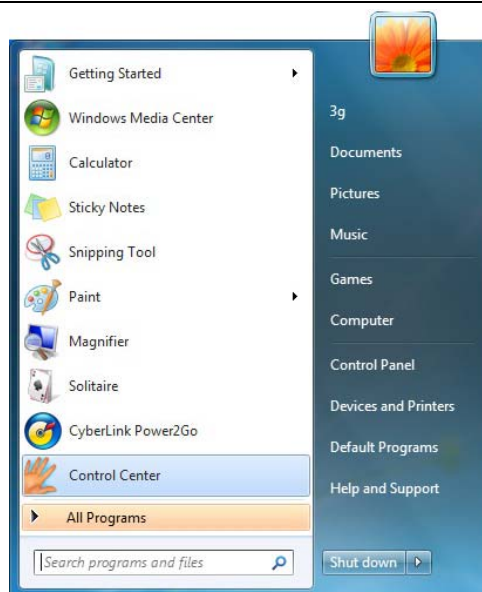 Getting Started
Windows Media Center
Calculator
Sticky Notes
Snipping Tool
Paint
Magnifier
Solitaire
CyberLink Power2Go
Control Center
All Programs
Search programs and files
3g
Documents
Pictures
Music
Games
Computer
Control Panel
Devices and Printers
Default Programs
Help and Support
Shut down